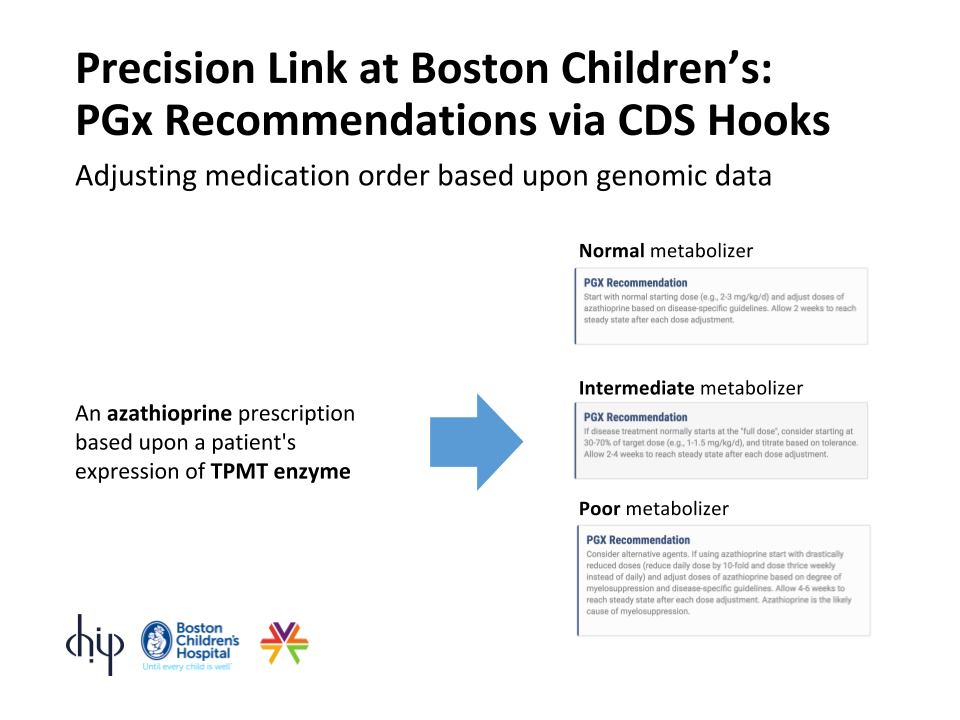 Precision Link at Boston Children’s:
PGx Recommendations via CDS Hooks
Adjusting medication order based upon genomic data
An azathioprine prescription
based upon a patient's
expression of TPMT enzyme
Normal metabolizer
PGX Recommendation
Start with normal starting dose (e.g., 2-3 mg/kg/d) and adjust doses of
azathioprine based on disease-specific guidelines. Allow 2 weeks to reach
steady state after each dose adjustment.
Intermediate metabolizer
PGX Recommendation
If disease treatment normally starts at the "full dose", consider starting at
30-70% of target dose (e.g., 1-1.5 mg/kg/d), and titrate based on tolerance.
Allow 2-4 weeks to reach steady state after each dose adjustment.
Poor metabolizer
PGX Recommendation
Consider alternative agents. If using azathioprine start with drastically
reduced doses (reduce daily dose by 10-fold and dose thrice weekly
instead of daily) and adjust doses of azathioprine based on degree of
myelosuppression and disease-specific guidelines. Allow 4-6 weeks to
reach steady state after each dose adjustment. Azathioprine is the likely
cause of myelosuppression.
chip
Boston
Children's
Hospital
Until every child is well™